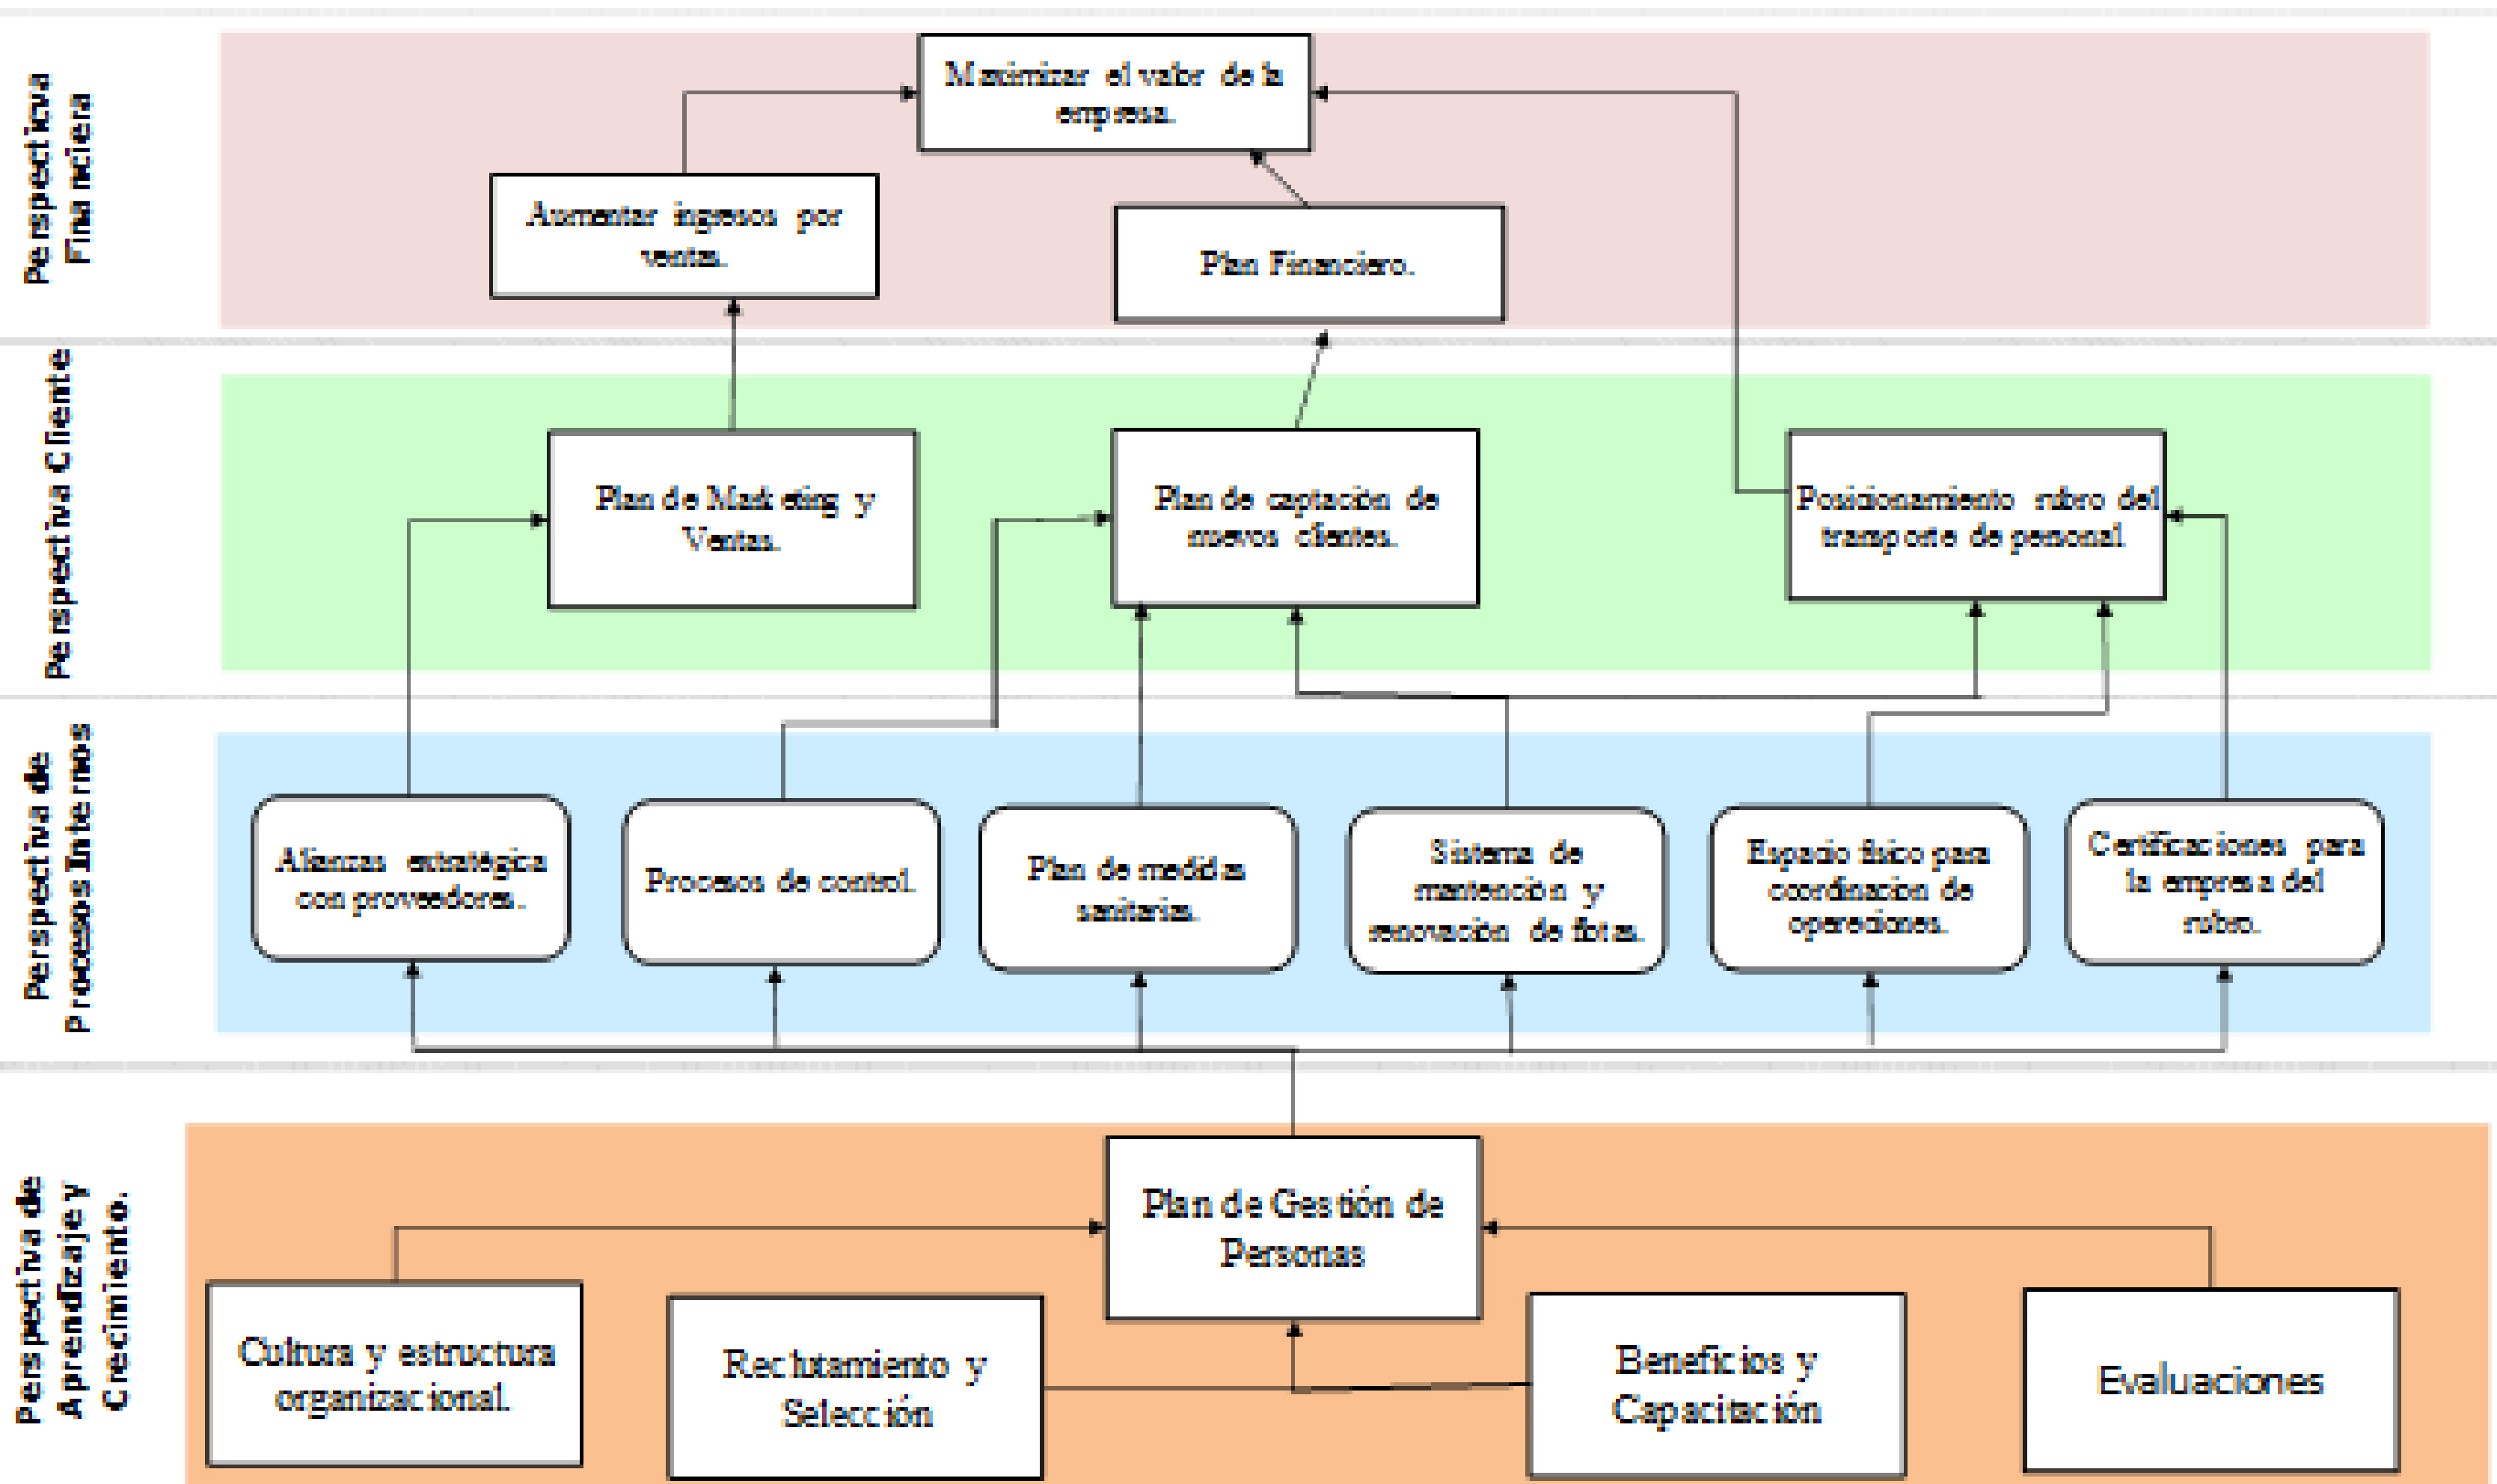 Perspectiva
Financiera
Maximizar el valor de la
empresa.
Aumentar ingresos por
ventas.
Plan Financiero.
Perspectiva Cliente
Plan de Marketing y
Ventas.
Plan de captación de
nuevos clientes.
Posicionamiento rubro del
transporte de personal.
Perspectiva de
Procesos Internos
Alianzas estratégica
con proveedores.
Procesos de control.
Plan de medidas
sanitarias.
Sistema de
mantención y
renovación de flotas.
Espacio físico para
coordinación de
operaciones.
Certificaciones para
la empresa del
rubro.
Perspectiva de
Aprendizaje y
Crecimiento.
Plan de Gestión de
Personas
Cultura y estructura
organizacional.
Reclutamiento y
Selección
Beneficios y
Capacitación
Evaluaciones